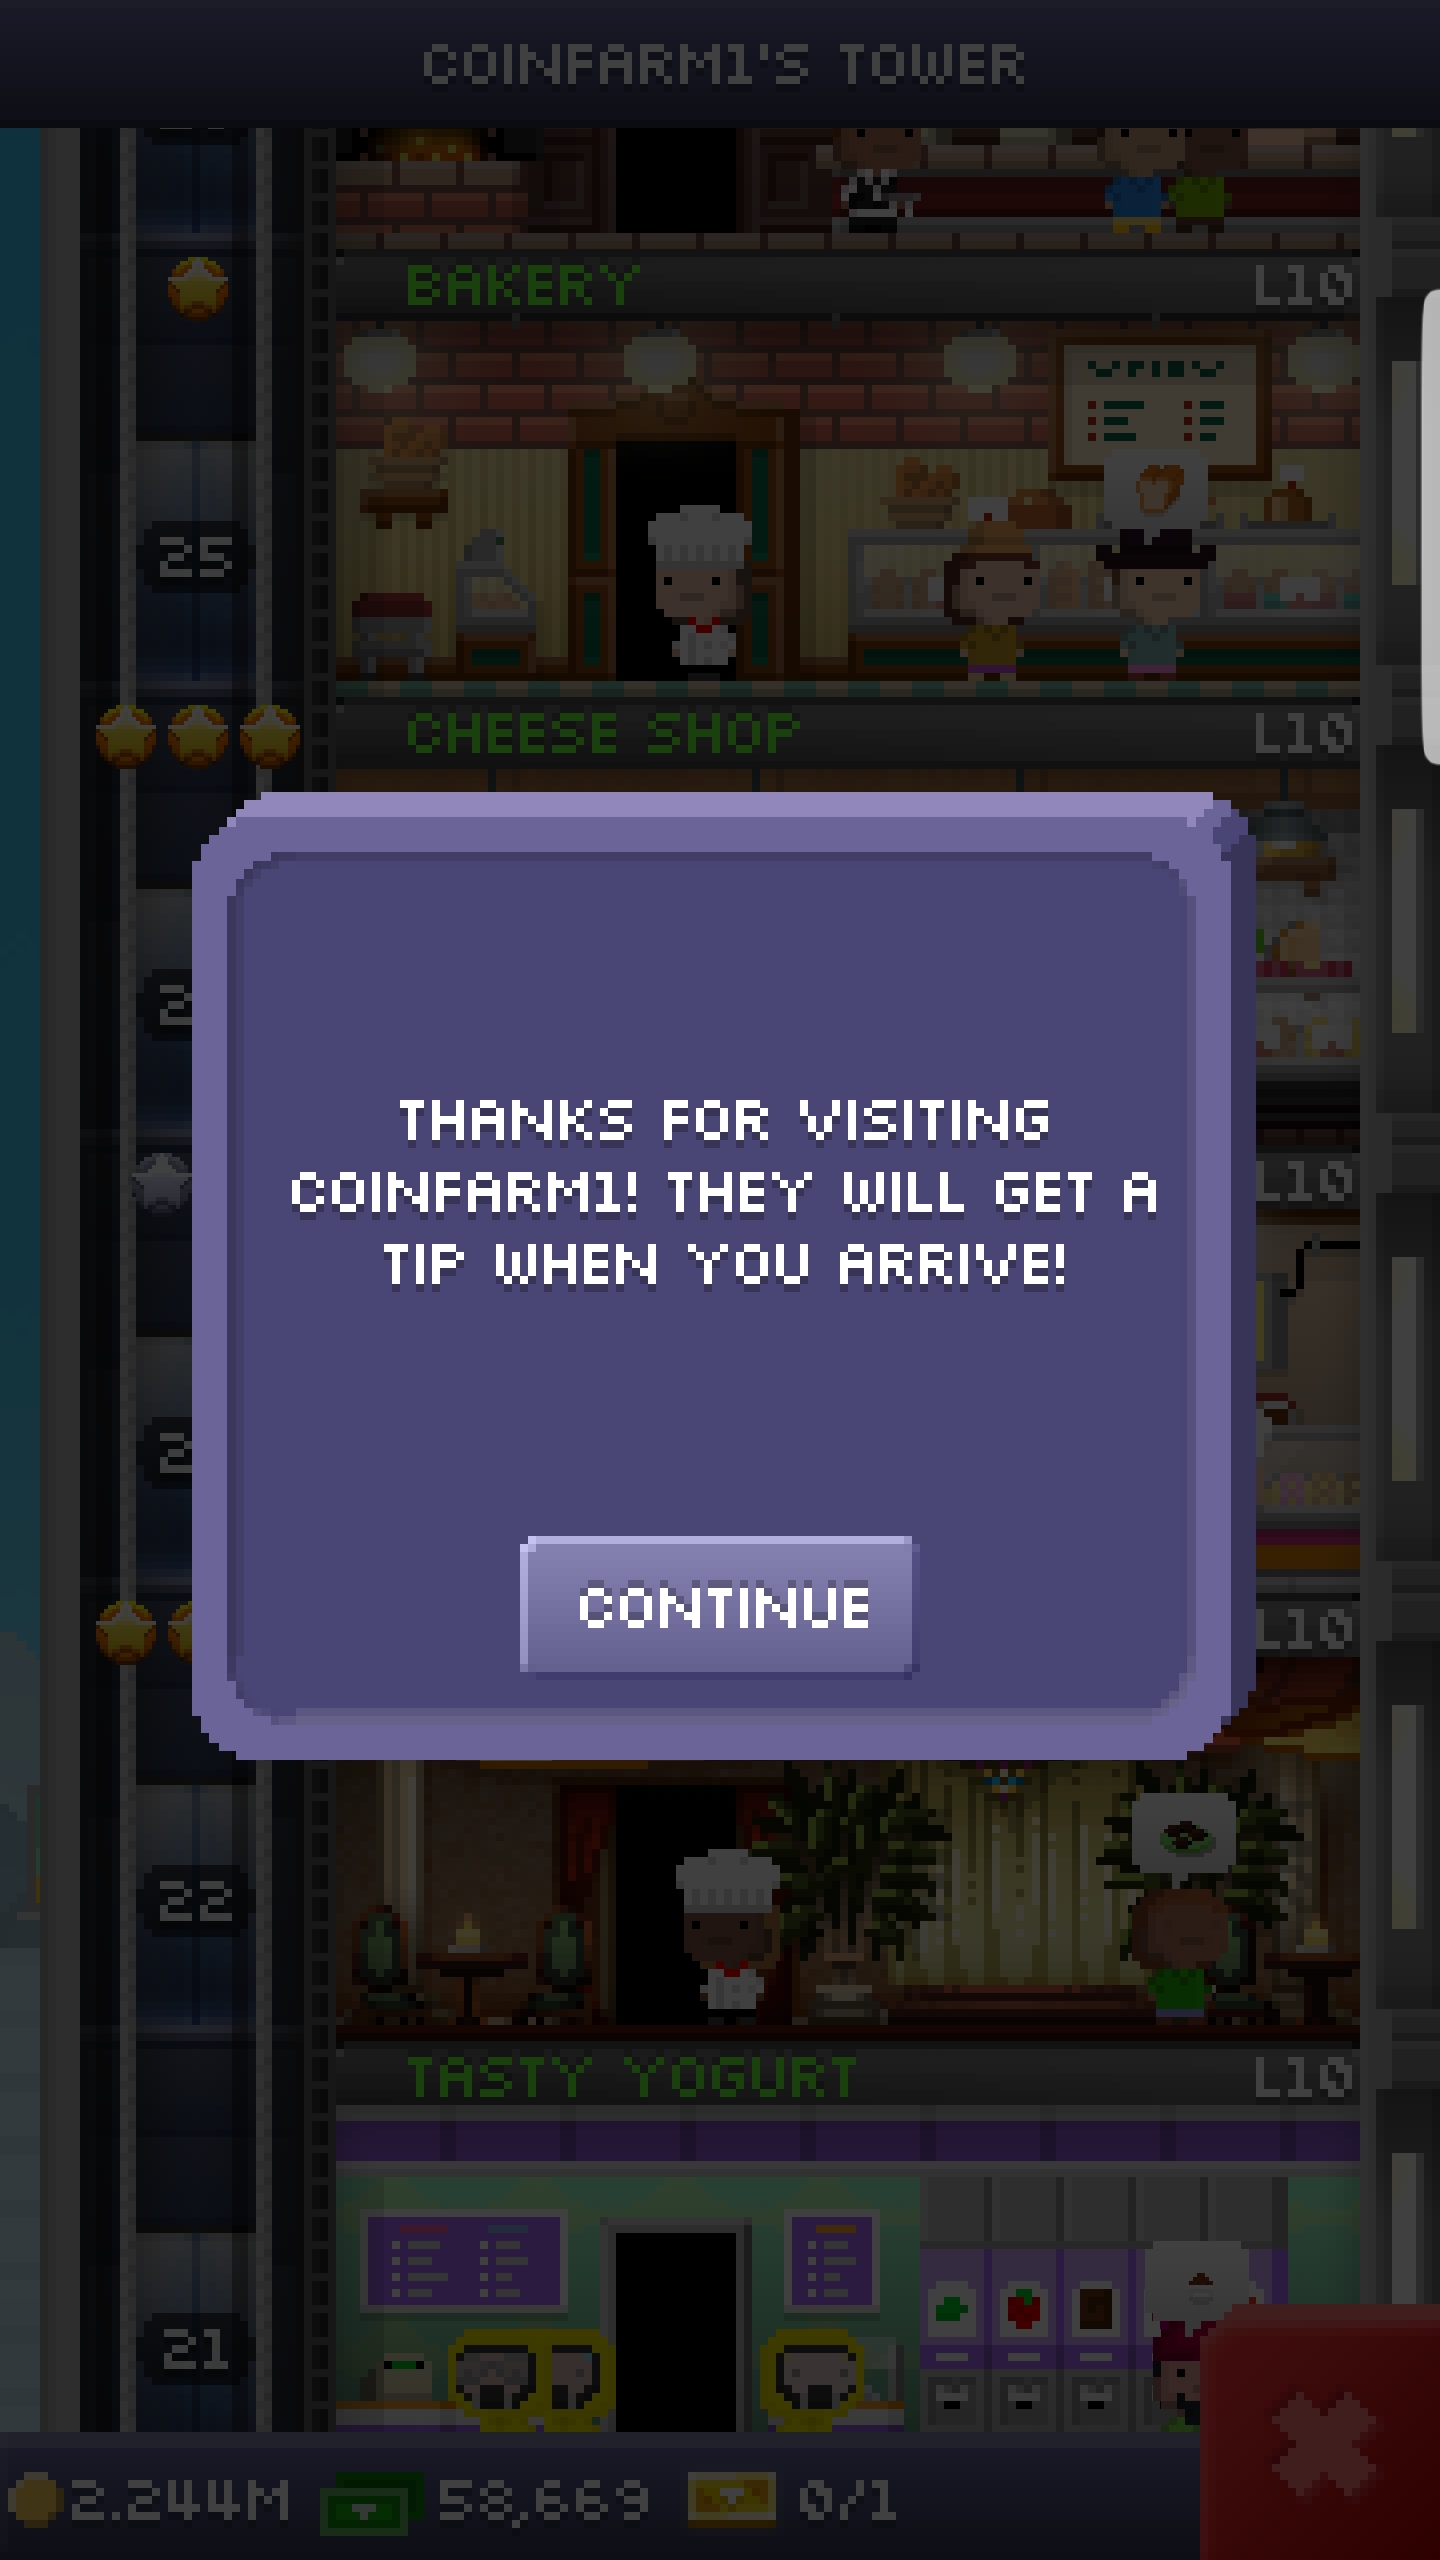 COINFARM1'S TOWER
BAKERY L10
25
CHEESE SHOP L10
THANKS FOR VISITING
COINFARM1! THEY WILL GET A
TIP WHEN YOU ARRIVE!
L10
CONTINUE
L10
22
TASTY YOGURT L10
21
2.244M 58,669 0/1